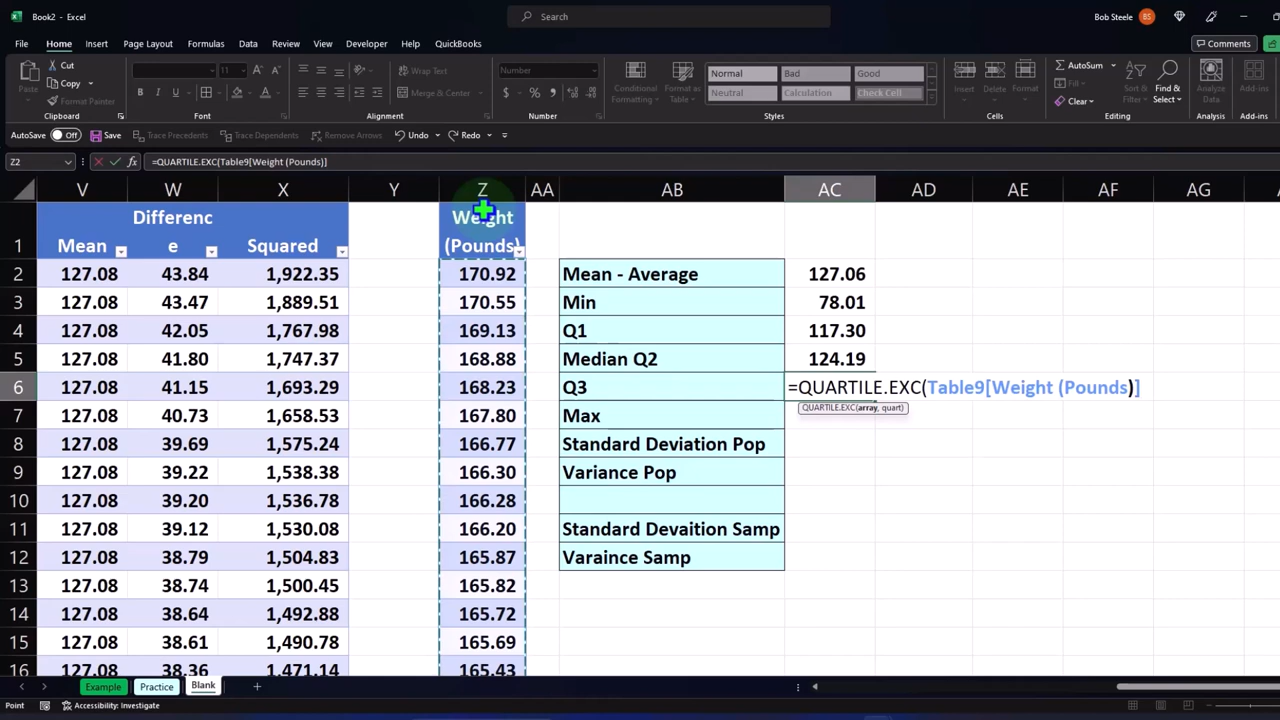 Book2 - Excel
Search
Bob Steele BS
File Home Insert Page Layout Formulas Data Review View Developer Help QuickBooks
Comments
Paste
Cut
Copy
Format Painter
Clipboard
11
B I U
Font
Wrap Text
Merge & Center
Alignment
Number
Number
Conditional Formatting
Format as Table
Normal Bad Good
Neutral Calculation Check Cell
Styles
Insert Delete Format
Cells
AutoSum
Fill
Clear
Sort & Filter
Find & Select
Editing
Analyze Data
Analysis
Add-ins
Add-ins
AutoSave Off Save Trace Precedents Trace Dependents Remove Arrows Undo Redo
Z2 fx =QUARTILE.EXC(Table9[Weight (Pounds)]
V W X Y Z AA AB AC AD AE AF AG
1 Mean Difference Squared Weight (Pounds)
2 127.08 43.84 1,922.35 170.92 Mean - Average 127.06
3 127.08 43.47 1,889.51 170.55 Min 78.01
4 127.08 42.05 1,767.98 169.13 Q1 117.30
5 127.08 41.80 1,747.37 168.88 Median Q2 124.19
6 127.08 41.15 1,693.29 168.23 Q3 =QUARTILE.EXC(Table9[Weight (Pounds)]
QUARTILE.EXC(array, quart)
7 127.08 40.73 1,658.53 167.80 Max
8 127.08 39.69 1,575.24 166.77 Standard Deviation Pop
9 127.08 39.22 1,538.38 166.30 Variance Pop
10 127.08 39.20 1,536.78 166.28
11 127.08 39.12 1,530.08 166.20 Standard Devaition Samp
12 127.08 38.79 1,504.83 165.87 Varaince Samp
13 127.08 38.74 1,500.45 165.82
14 127.08 38.64 1,492.88 165.72
15 127.08 38.61 1,490.78 165.69
16 127.08 38.36 1,471.14 165.43
Example Practice Blank
Point Accessibility: Investigate